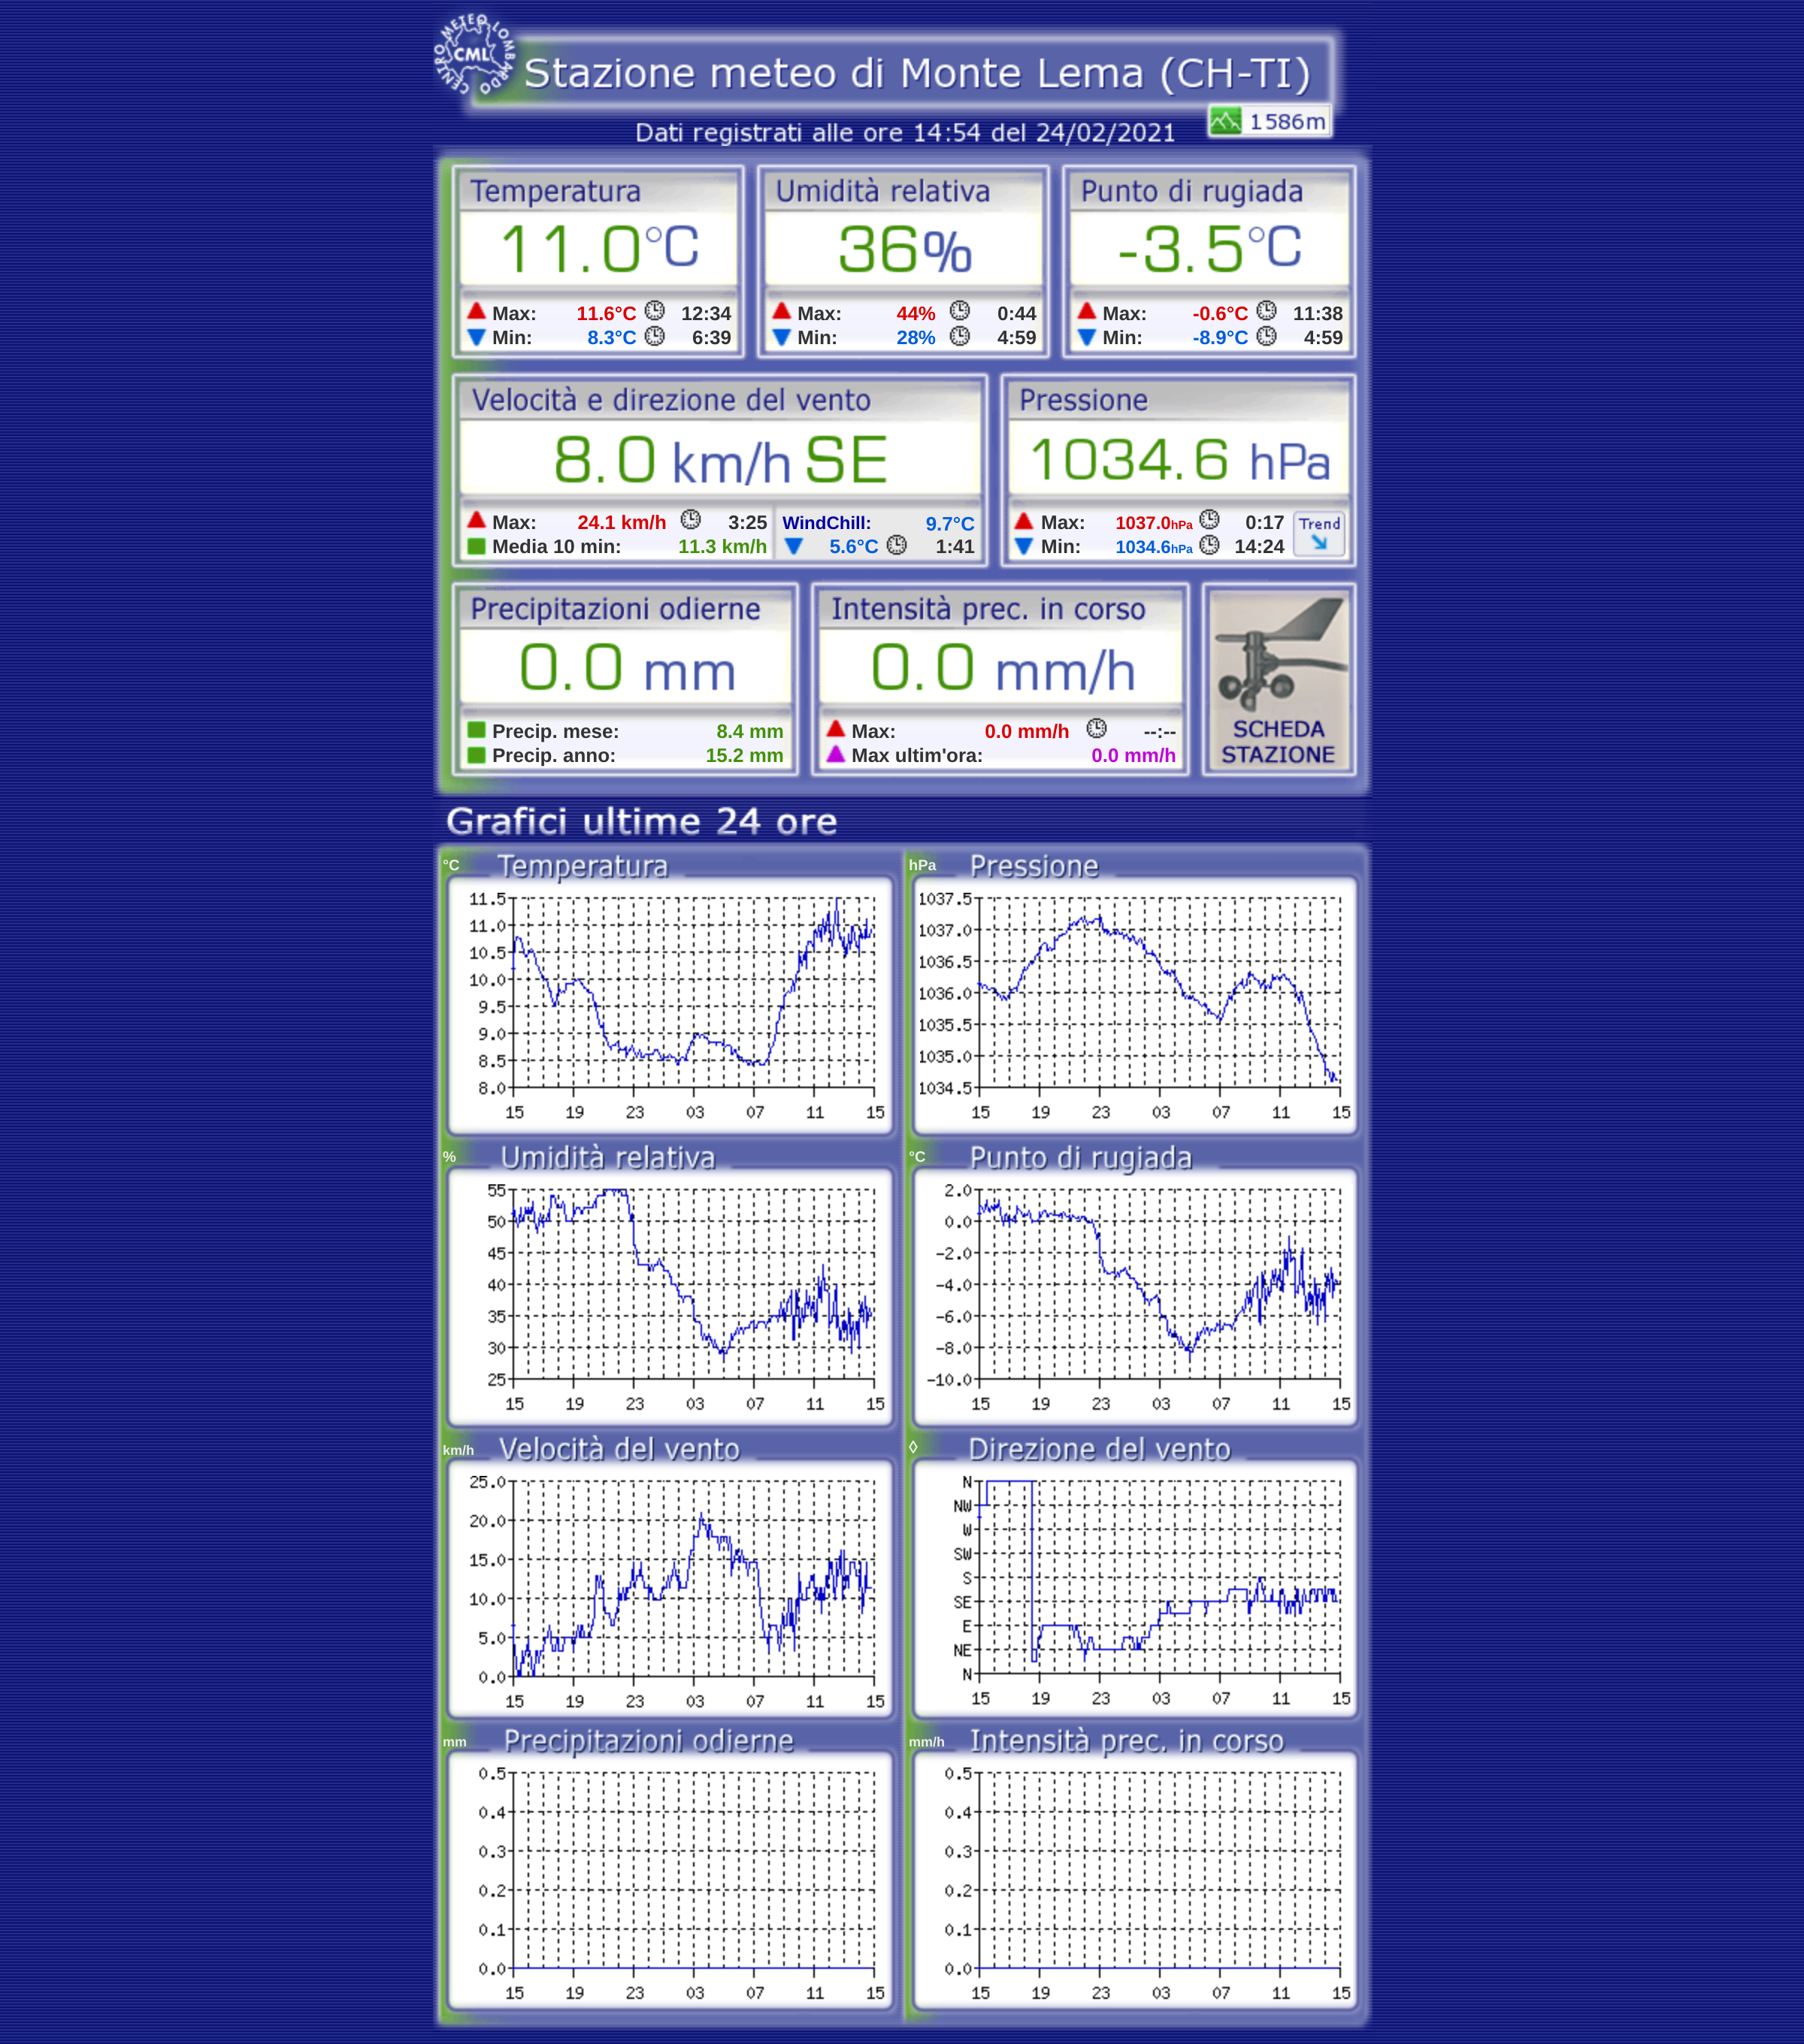 CENTRO METEO LOMBARDO
CML
Stazione meteo di Monte Lema (CH-TI)
1586m
Dati registrati alle ore 14:54 del 24/02/2021
Temperatura
11.0°C
Max: 11.6°C 12:34
Min: 8.3°C 6:39
Umidità relativa
36%
Max: 44% 0:44
Min: 28% 4:59
Punto di rugiada
-3.5°C
Max: -0.6°C 11:38
Min: -8.9°C 4:59
Velocità e direzione del vento
8.0 km/h SE
Max: 24.1 km/h 3:25
Media 10 min: 11.3 km/h
WindChill: 9.7°C
5.6°C 1:41
Pressione
1034.6 hPa
Max: 1037.0hPa 0:17
Min: 1034.6hPa 14:24
Trend
Precipitazioni odierne
0.0 mm
Precip. mese: 8.4 mm
Precip. anno: 15.2 mm
Intensità prec. in corso
0.0 mm/h
Max: 0.0 mm/h --:--
Max ultim'ora: 0.0 mm/h
SCHEDA
STAZIONE
Grafici ultime 24 ore
°C Temperatura
11.5
11.0
10.5
10.0
9.5
9.0
8.5
8.0
15 19 23 03 07 11 15
hPa Pressione
1037.5
1037.0
1036.5
1036.0
1035.5
1035.0
1034.5
15 19 23 03 07 11 15
% Umidità relativa
55
50
45
40
35
30
25
15 19 23 03 07 11 15
°C Punto di rugiada
2.0
0.0
-2.0
-4.0
-6.0
-8.0
-10.0
15 19 23 03 07 11 15
km/h Velocità del vento
25.0
20.0
15.0
10.0
5.0
0.0
15 19 23 03 07 11 15
◊ Direzione del vento
N
NW
W
SW
S
SE
E
NE
N
15 19 23 03 07 11 15
mm Precipitazioni odierne
0.5
0.4
0.3
0.2
0.1
0.0
15 19 23 03 07 11 15
mm/h Intensità prec. in corso
0.5
0.4
0.3
0.2
0.1
0.0
15 19 23 03 07 11 15